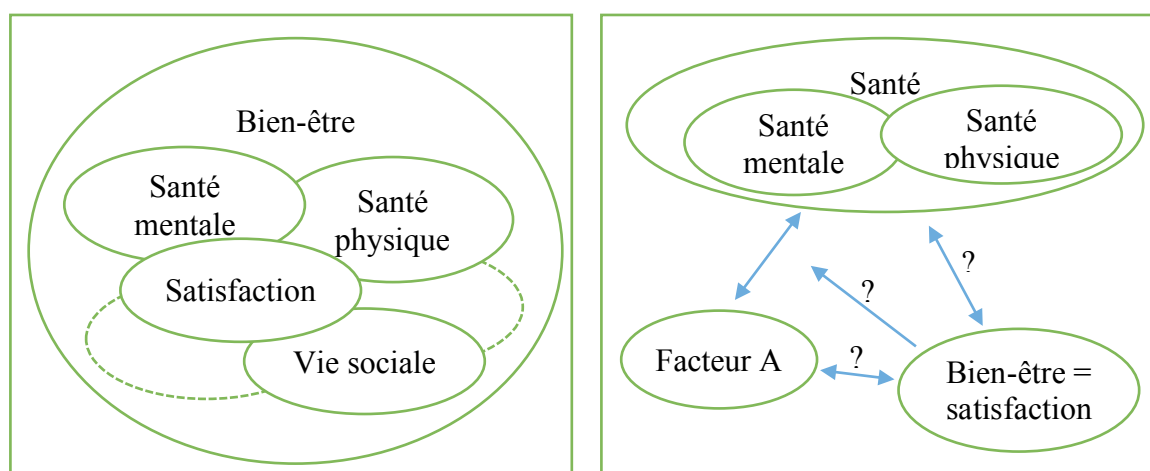 Bien-être
Santé
mentale
Santé
physique
Satisfaction
Vie sociale
Santé
Santé
mentale
Santé
physique
?
?
?
Facteur A
Bien-être =
satisfaction